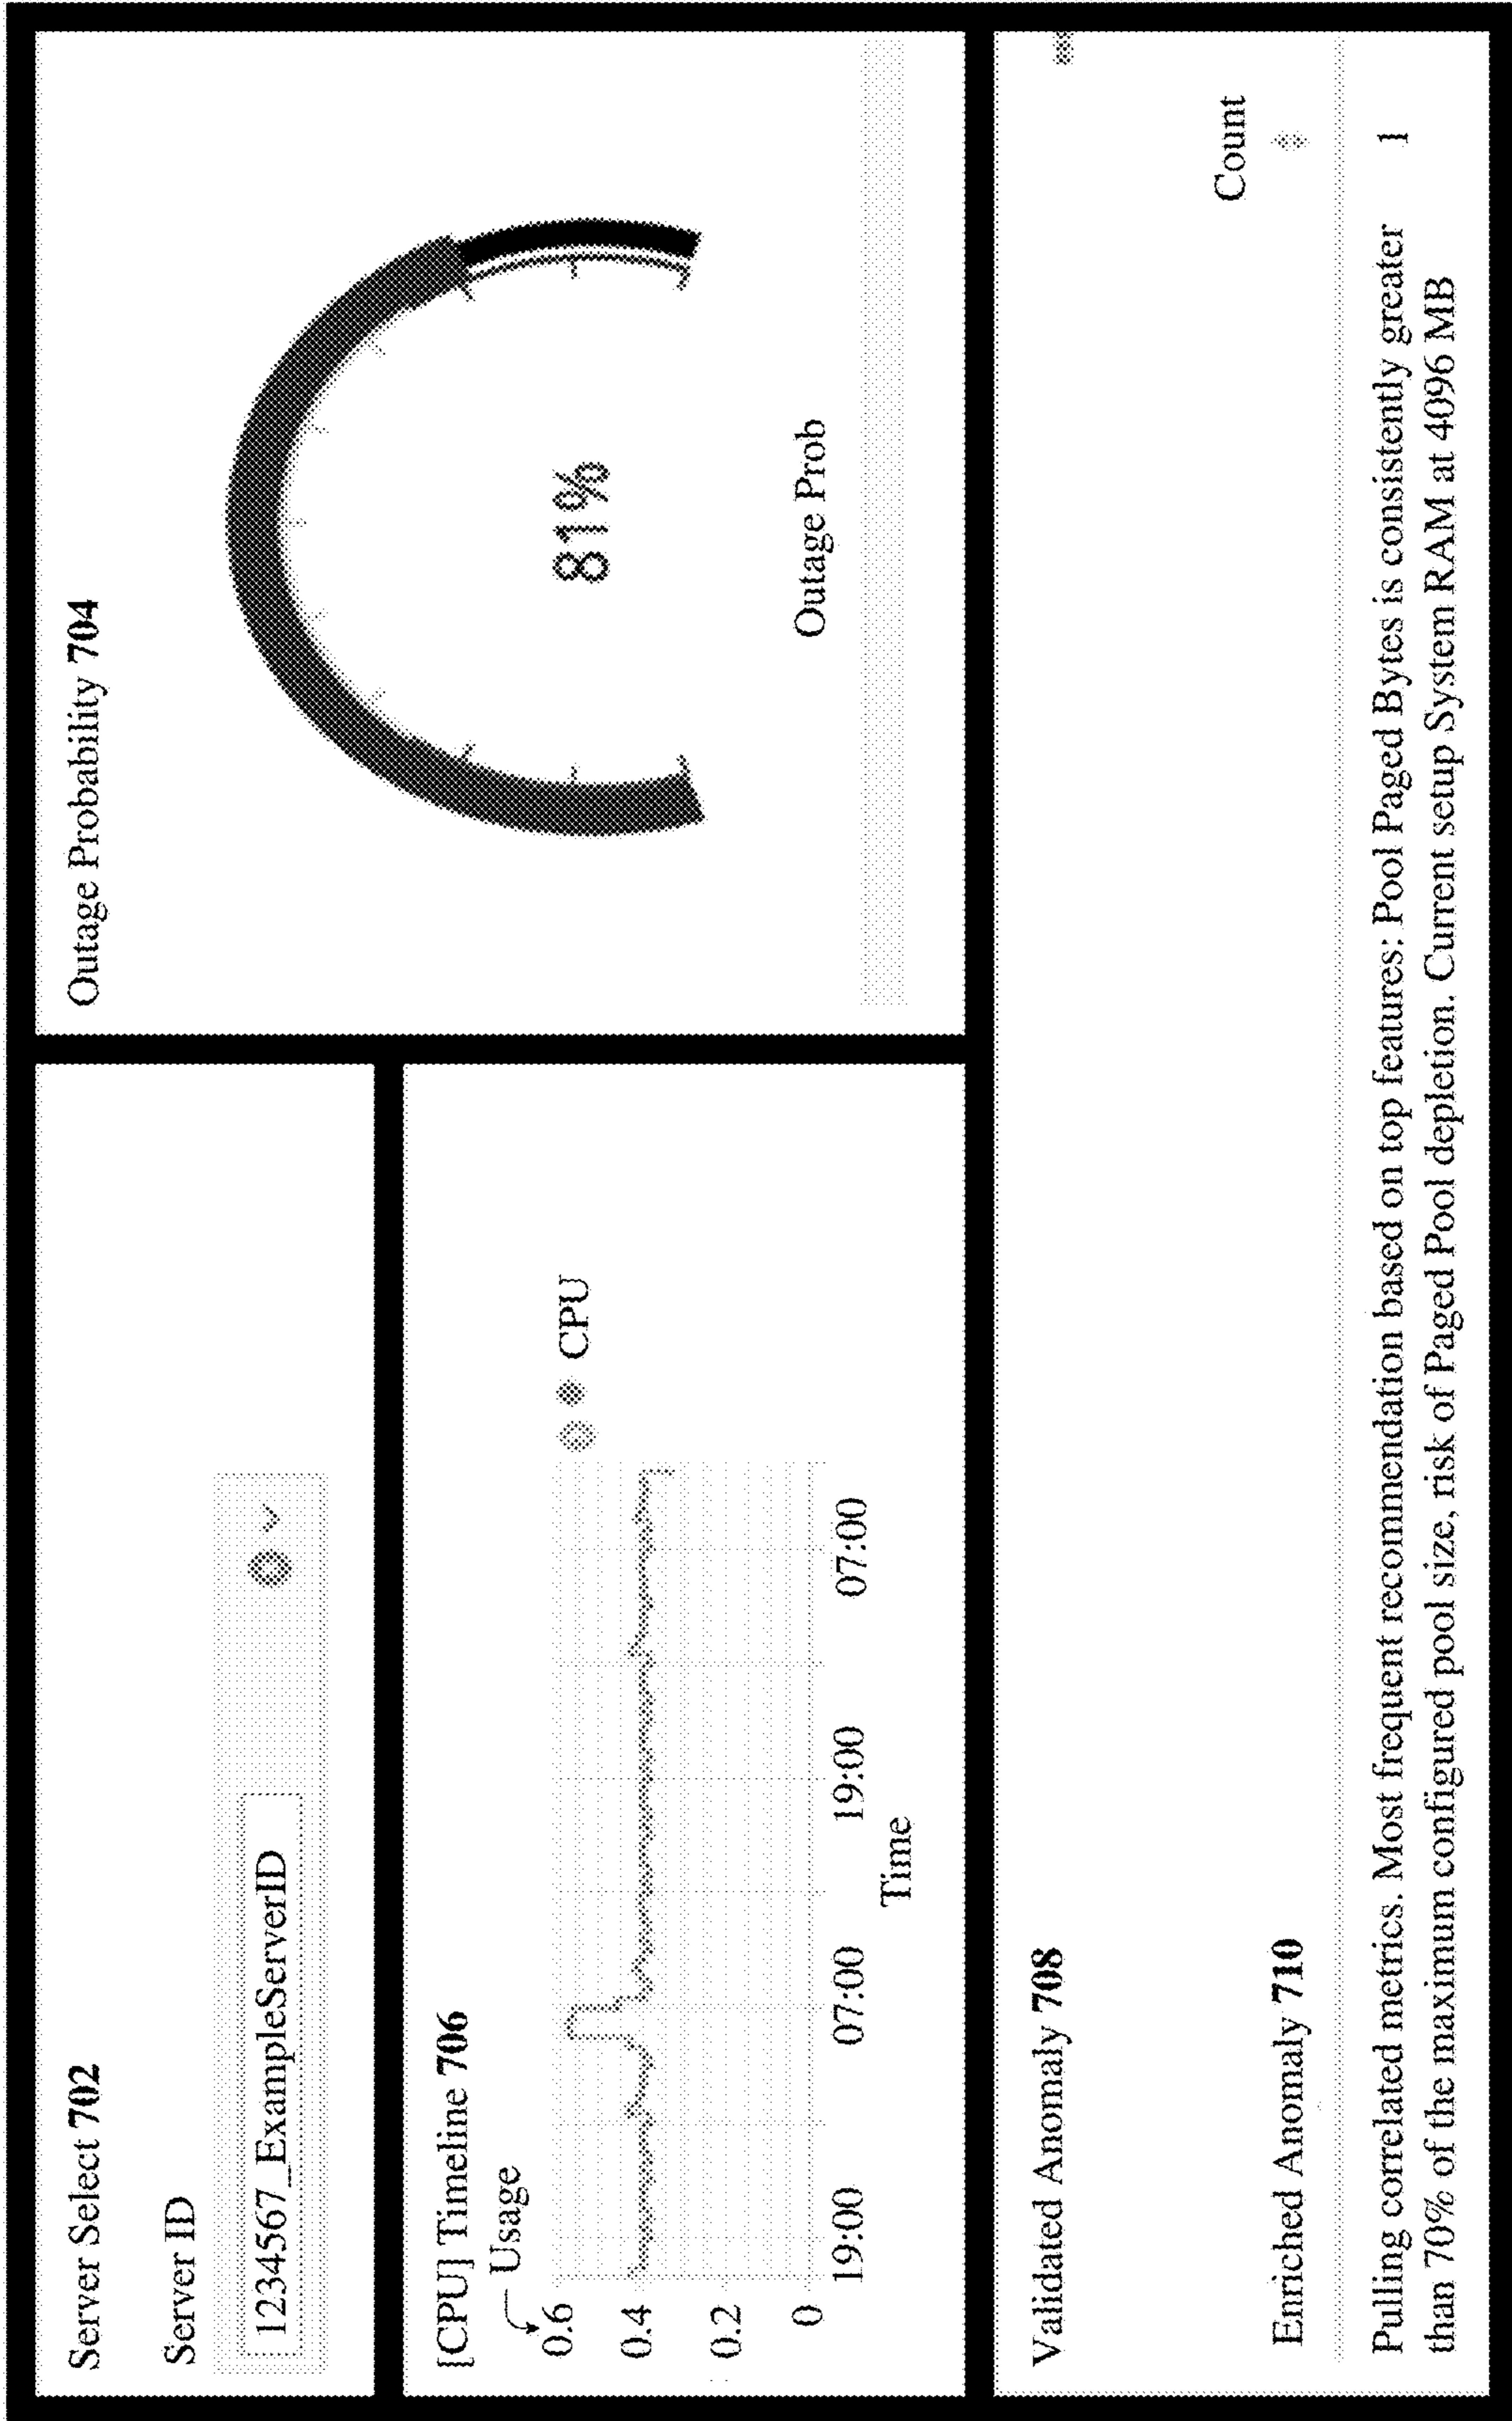 Server Select 702
Server ID
1234567_ExampleServerID
Outage Probability 704
81%
Outage Prob
[CPU] Timeline 706
Usage
0.6
0.4
0.2
0
19:00
07:00
19:00
07:00
Time
CPU
Validated Anomaly 708
Enriched Anomaly 710
Count
Pulling correlated metrics. Most frequent recommendation based on top features: Pool Paged Bytes is consistently greater
than 70% of the maximum configured pool size, risk of Paged Pool depletion. Current setup System RAM at 4096 MB
1